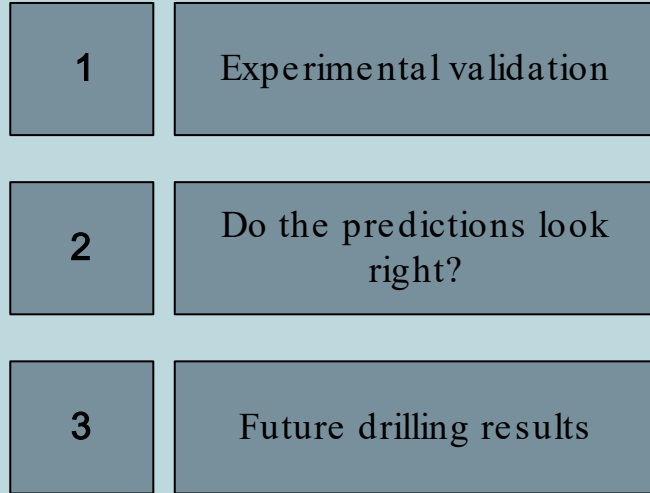 1
Experimental validation
2
Do the predictions look
right?
3
Future drilling results